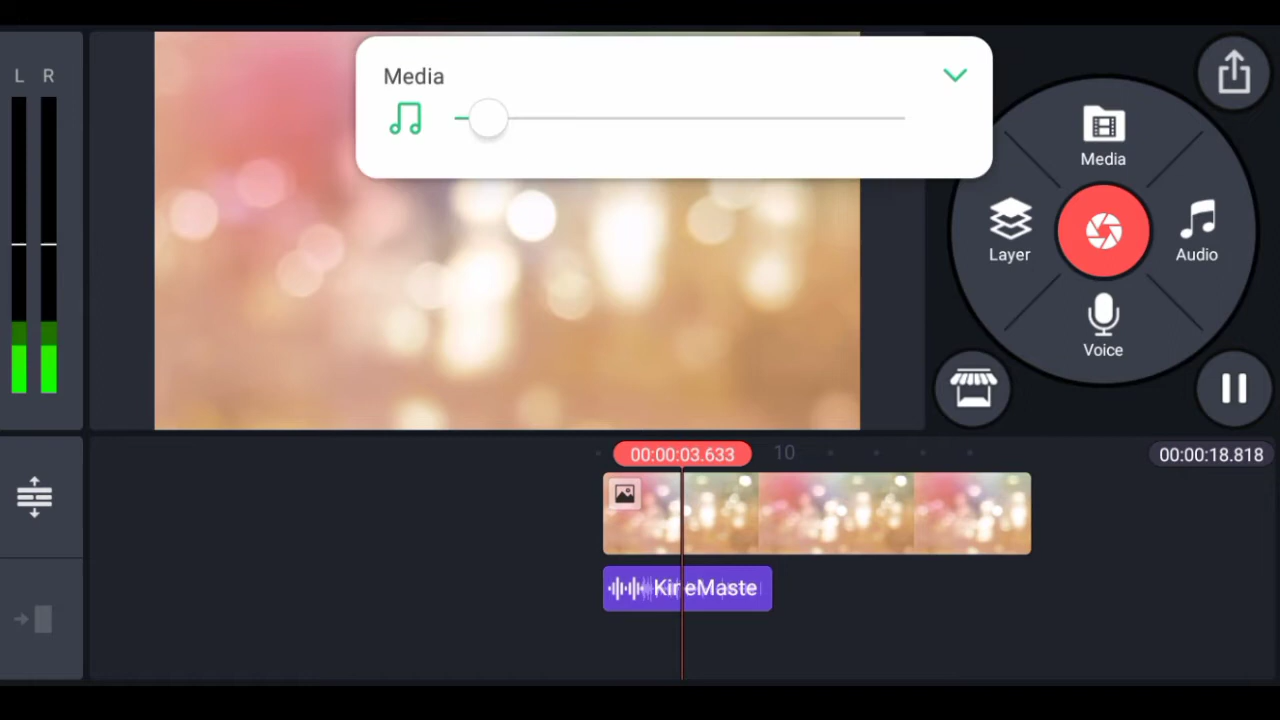 L R
Media
Media
Layer
Audio
Voice
00:00:03.633
10
00:00:18.818
KineMaste